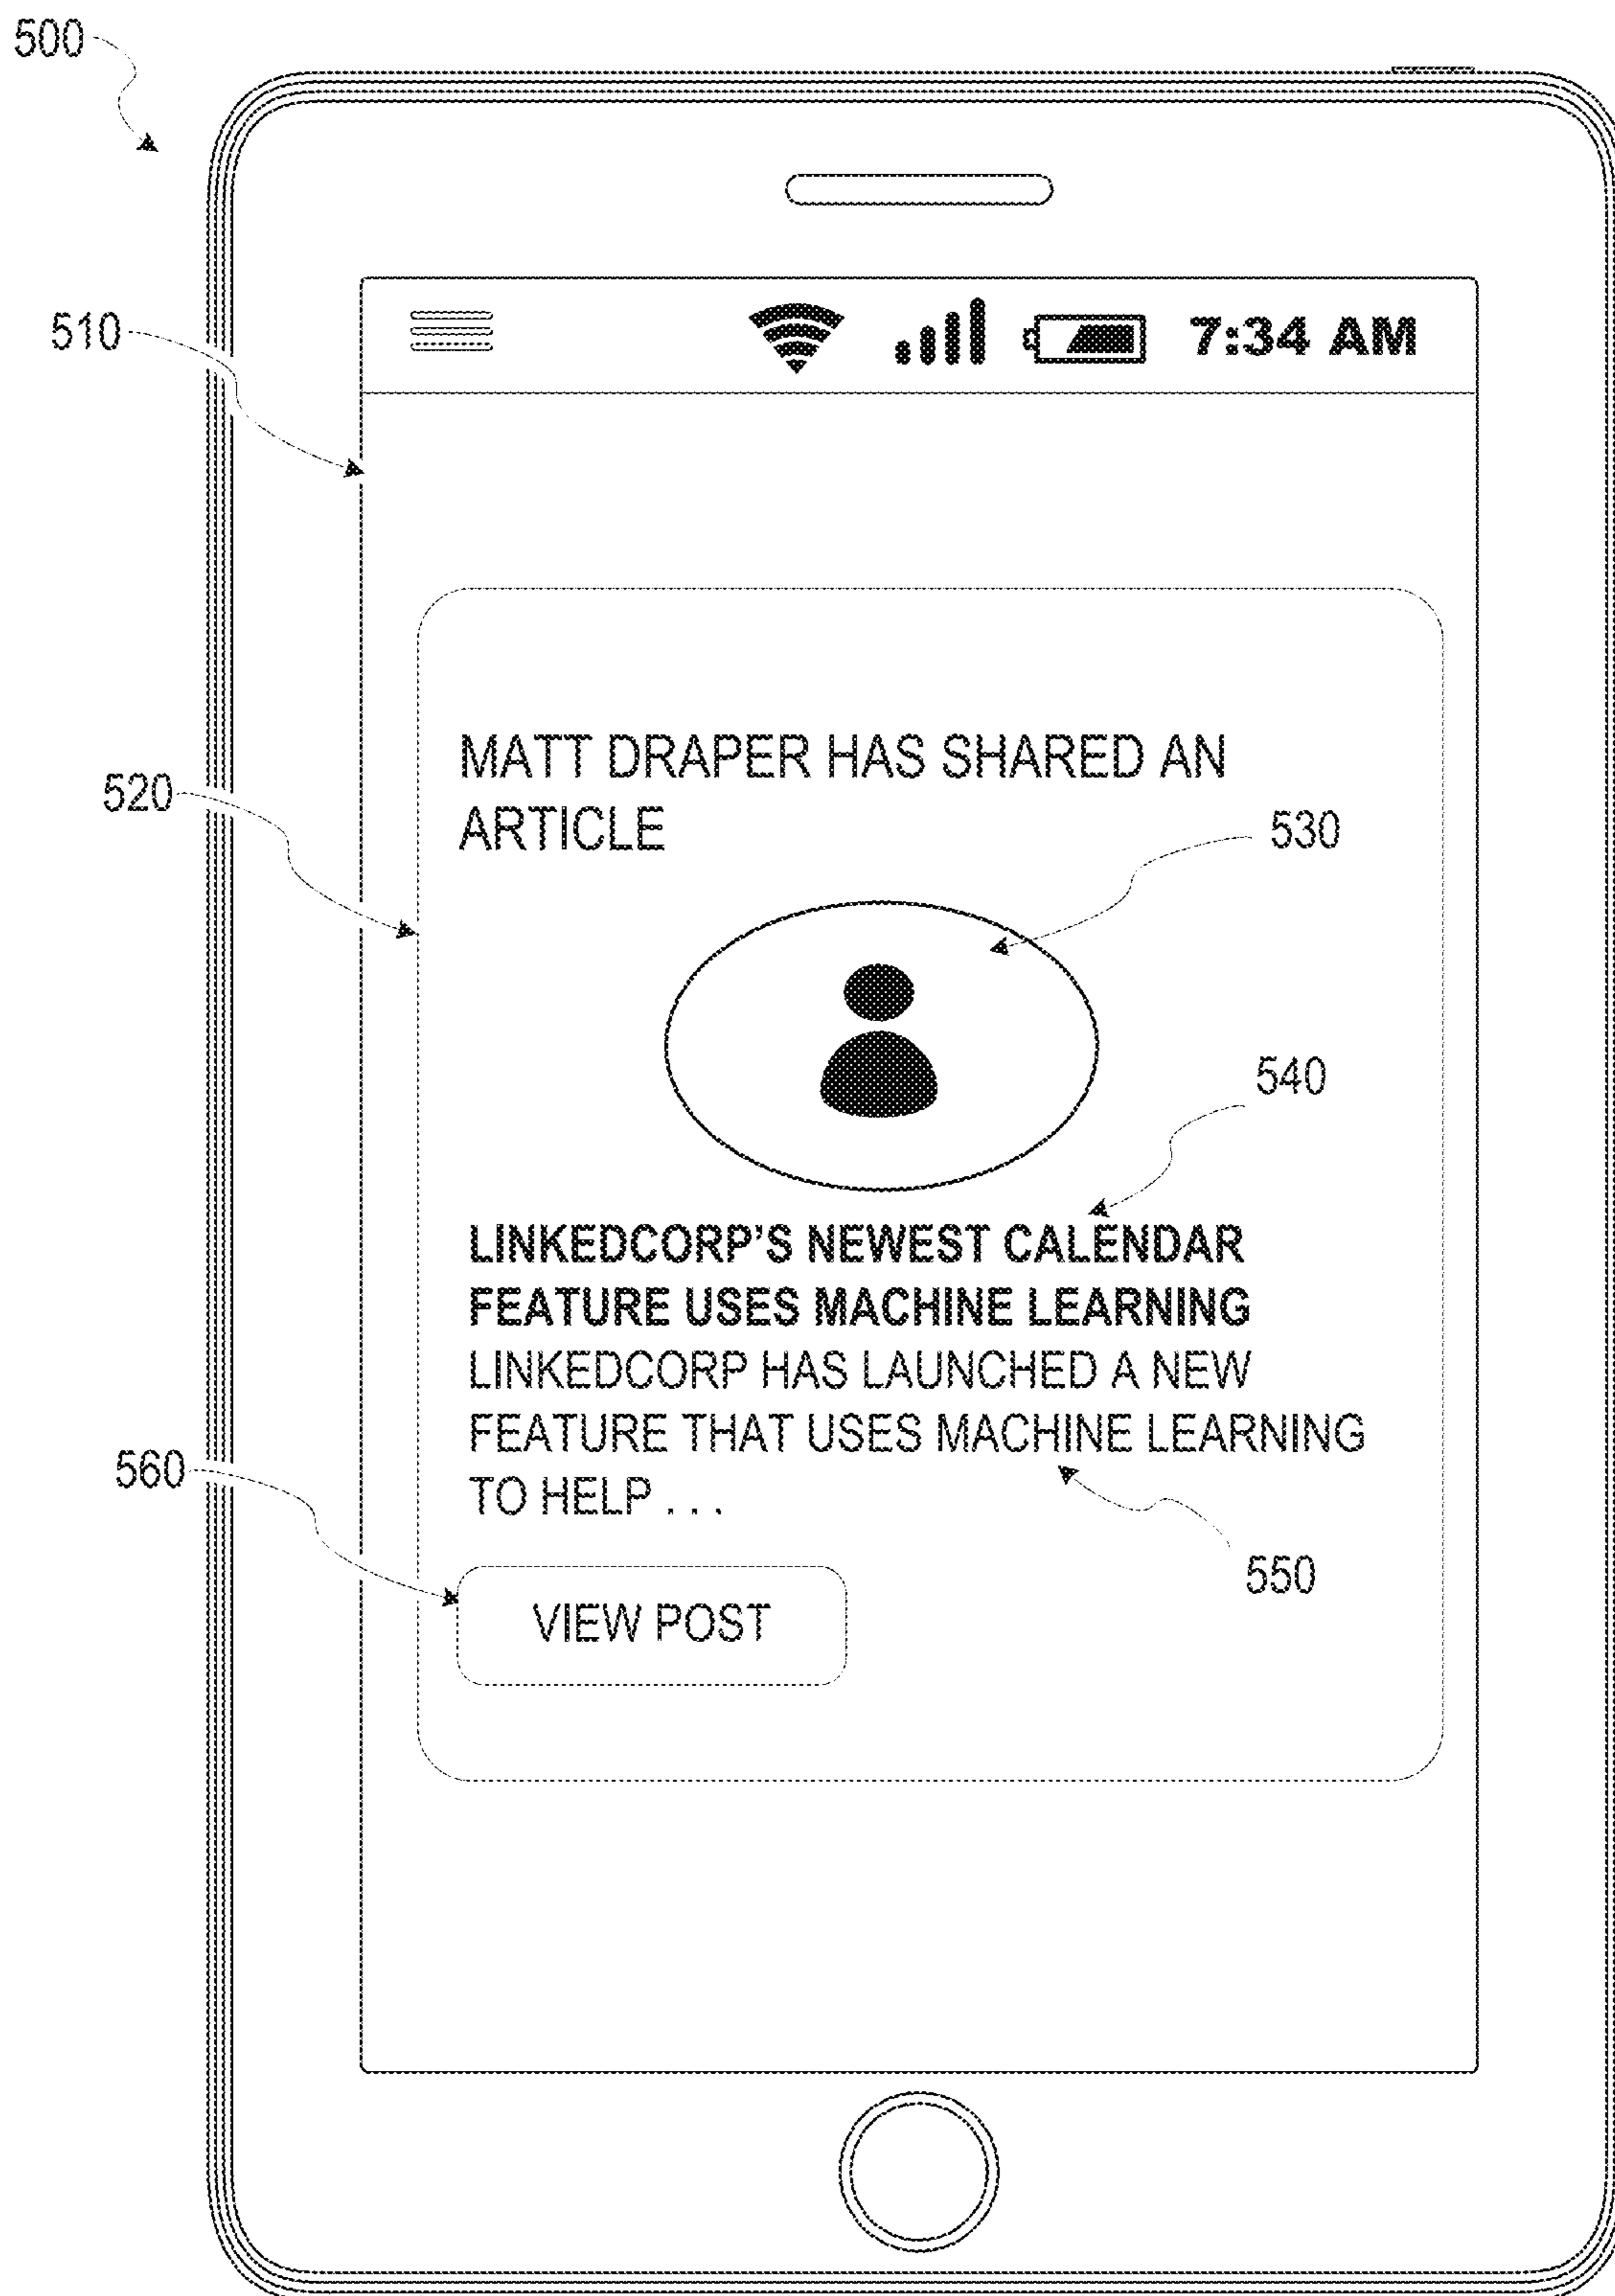 500
510
7:34 AM
520
MATT DRAPER HAS SHARED AN
ARTICLE
530
540
LINKEDCORP'S NEWEST CALENDAR
FEATURE USES MACHINE LEARNING
LINKEDCORP HAS LAUNCHED A NEW
FEATURE THAT USES MACHINE LEARNING
TO HELP . . .
560
550
VIEW POST